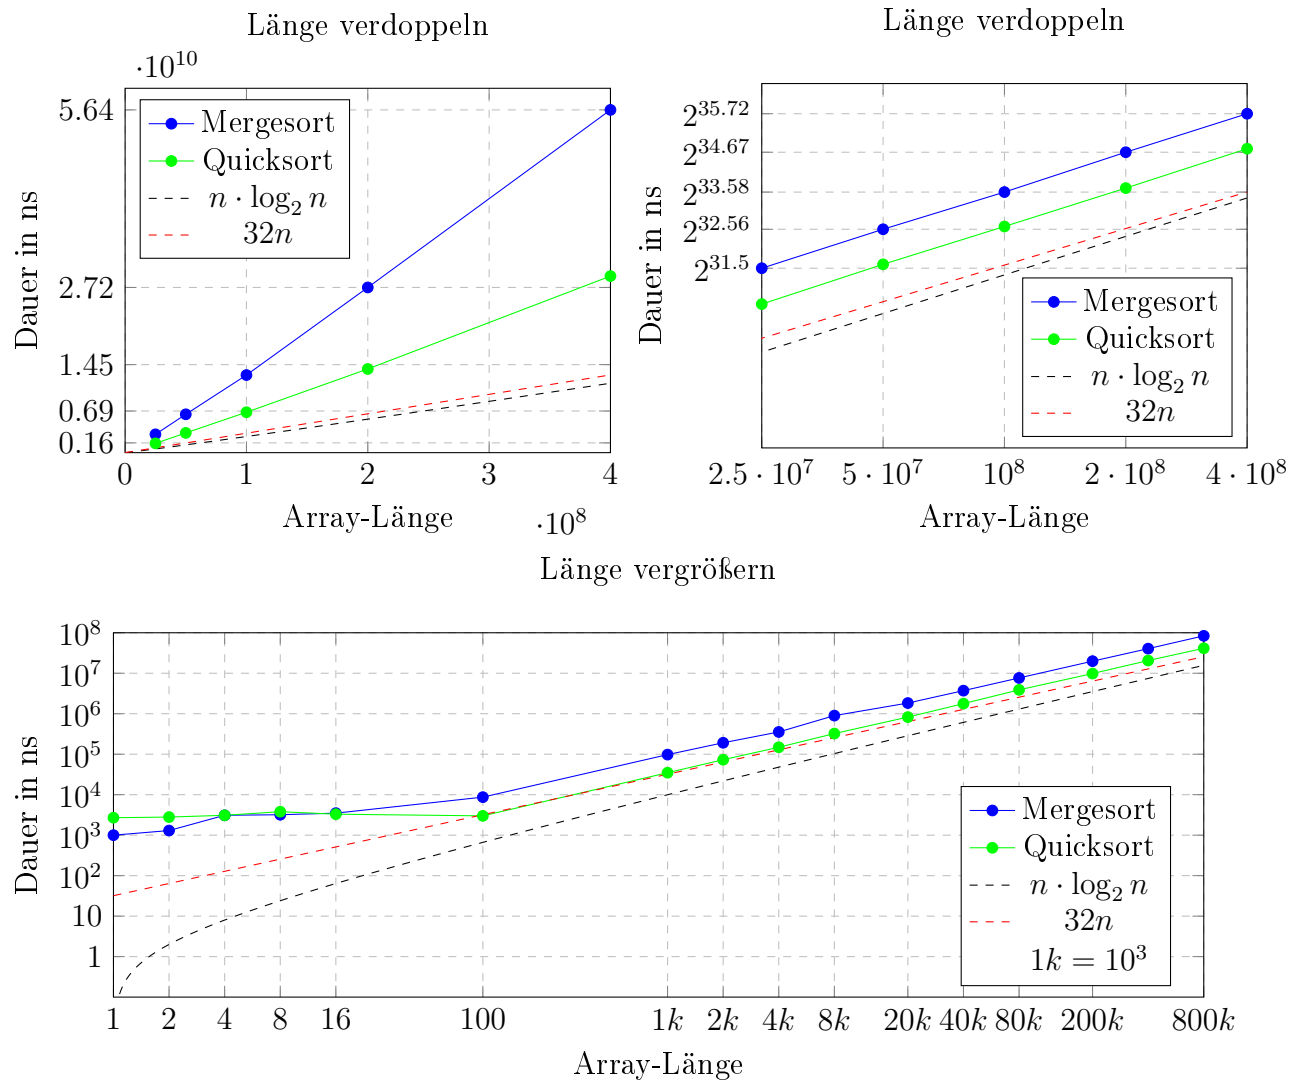 Länge verdoppeln
·10^10
5.64
2.72
1.45
0.69
0.16
Dauer in ns
Mergesort
Quicksort
n · log₂ n
32n
0 1 2 3 4
Array-Länge
·10^8
Länge verdoppeln
2^35.72
2^34.67
2^33.58
2^32.56
2^31.5
Dauer in ns
Mergesort
Quicksort
n · log₂ n
32n
2.5 · 10^7 5 · 10^7 10^8 2 · 10^8 4 · 10^8
Array-Länge
Länge vergrößern
10^8
10^7
10^6
10^5
10^4
10^3
10^2
10
1
Dauer in ns
Mergesort
Quicksort
n · log₂ n
32n
1k = 10^3
1 2 4 8 16 100 1k 2k 4k 8k 20k 40k 80k 200k 800k
Array-Länge